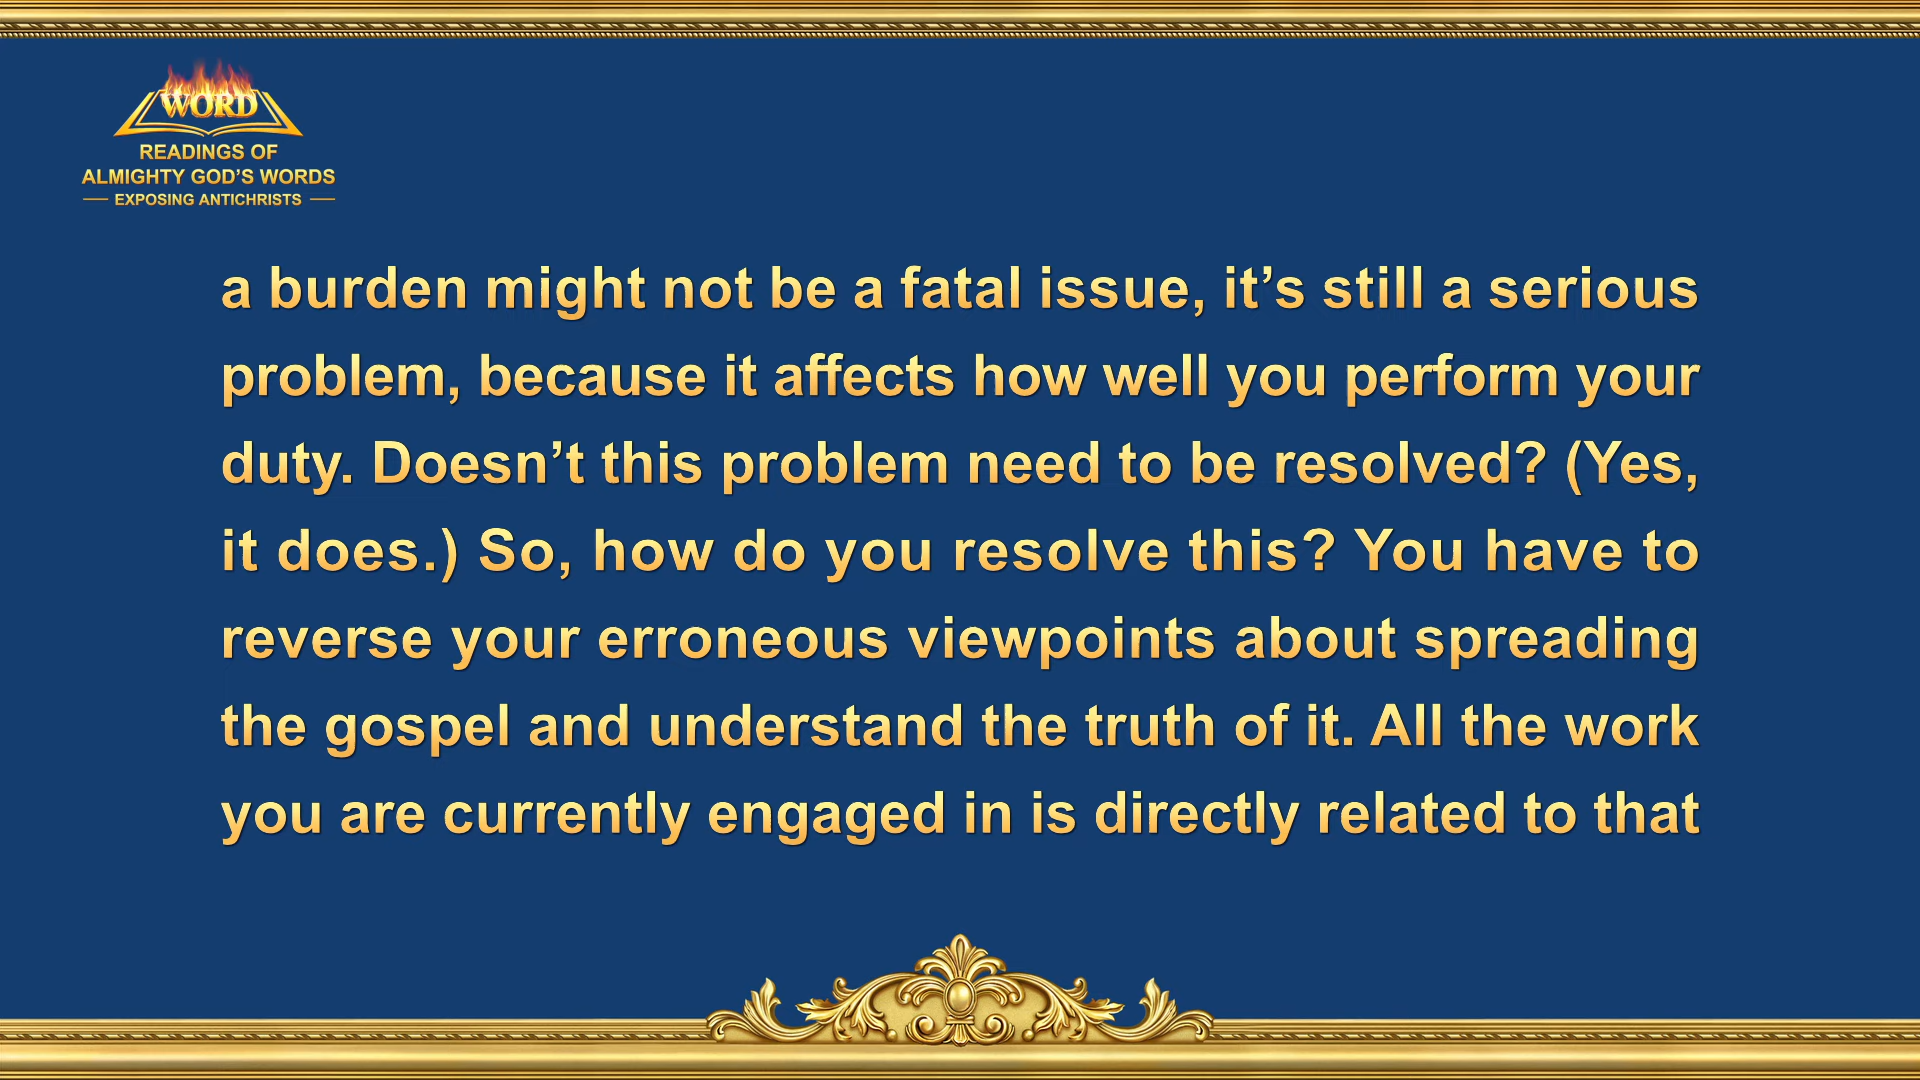 WORD
READINGS OF
ALMIGHTY GOD'S WORDS
EXPOSING ANTICHRISTS
a burden might not be a fatal issue, it's still a serious
problem, because it affects how well you perform your
duty. Doesn't this problem need to be resolved? (Yes,
it does.) So, how do you resolve this? You have to
reverse your erroneous viewpoints about spreading
the gospel and understand the truth of it. All the work
you are currently engaged in is directly related to that